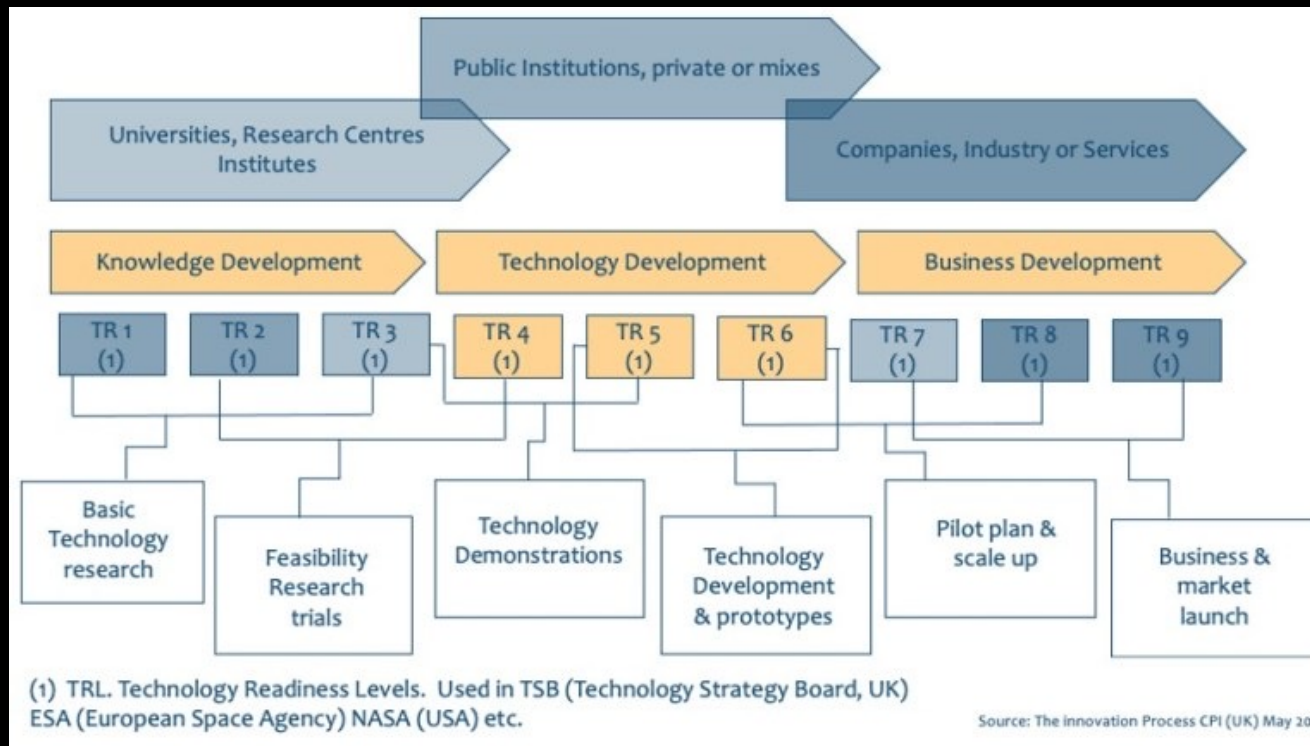 Public Institutions, private or mixes
Universities, Research Centres
Institutes
Companies, Industry or Services
Knowledge Development
Technology Development
Business Development
TR 1
(1)
TR 2
(1)
TR 3
(1)
TR 4
(1)
TR 5
(1)
TR 6
(1)
TR 7
(1)
TR 8
(1)
TR 9
(1)
Basic
Technology
research
Feasibility
Research
trials
Technology
Demonstrations
Technology
Development
& prototypes
Pilot plan &
scale up
Business &
market
launch
(1) TRL. Technology Readiness Levels. Used in TSB (Technology Strategy Board, UK)
ESA (European Space Agency) NASA (USA) etc.
Source: The innovation Process CPI (UK) May